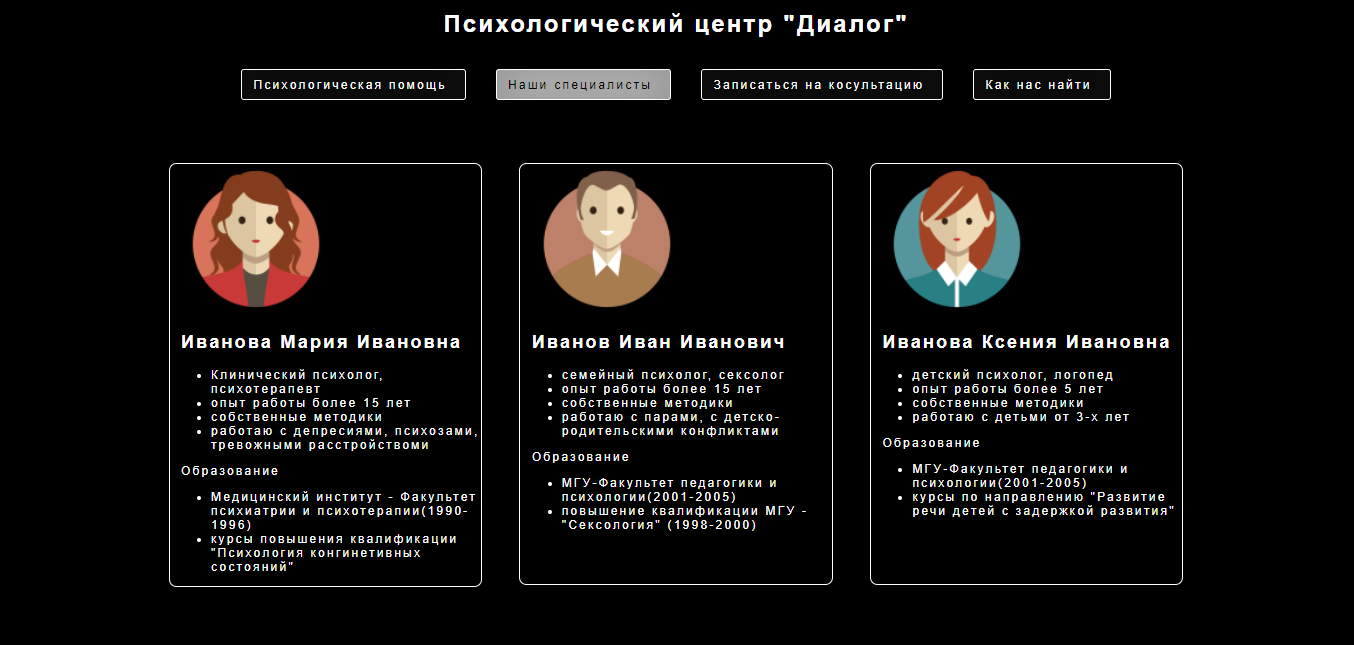 Психологический центр "Диалог"
Психологическая помощь
Наши специалисты
Записаться на косультацию
Как нас найти
Иванова Мария Ивановна
Клинический психолог,
психотерапевт
опыт работы более 15 лет
собственные методики
работаю с депресиями, психозами,
тревожными расстройствоми
Образование
Медицинский институт - Факультет
психиатрии и психотерапии(1990-
1996)
курсы повышения квалификации
"Психология конгинетивных
состояний"
Иванов Иван Иванович
семейный психолог, сексолог
опыт работы более 15 лет
собственные методики
работаю с парами, с детско-
родительскими конфликтами
Образование
МГУ-Факультет педагогики и
психологии(2001-2005)
повышение квалификации МГУ -
"Сексология" (1998-2000)
Иванова Ксения Ивановна
детский психолог, логопед
опыт работы более 5 лет
собственные методики
работаю с детьми от 3-х лет
Образование
МГУ-Факультет педагогики и
психологии(2001-2005)
курсы по направлению "Развитие
речи детей с задержкой развития"